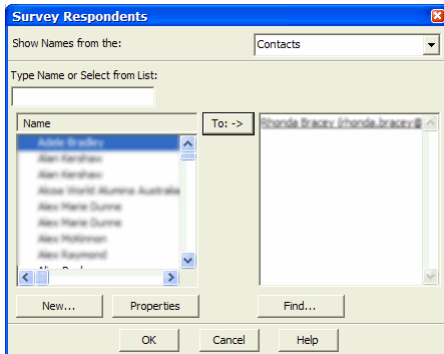 Survey Respondents
Show Names from the:
Contacts
Type Name or Select from List:
Name
To: ->
Rhonda Bracey (rhonda.bracey@
Adele Bradley
Alan Kershaw
Alan Kershaw
Alcoa World Alumina Australia
Alex Marie Dunne
Alex Marie Dunne
Alex McKinnon
Alex Raymond
New...
Properties
Find...
OK
Cancel
Help